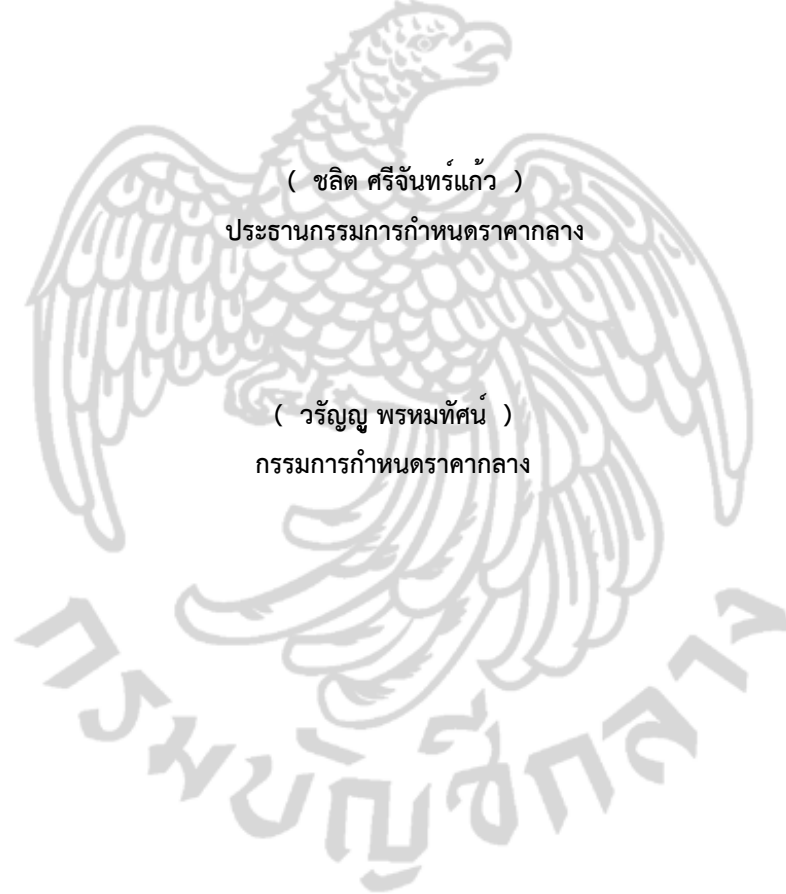 ( ชลิต ศรีจันทร์แก้ว )
ประธานกรรมการกำหนดราคากลาง
( วรัญญู พรหมทัศน์ )
กรรมการกำหนดราคากลาง
กรมบัญชีกลาง